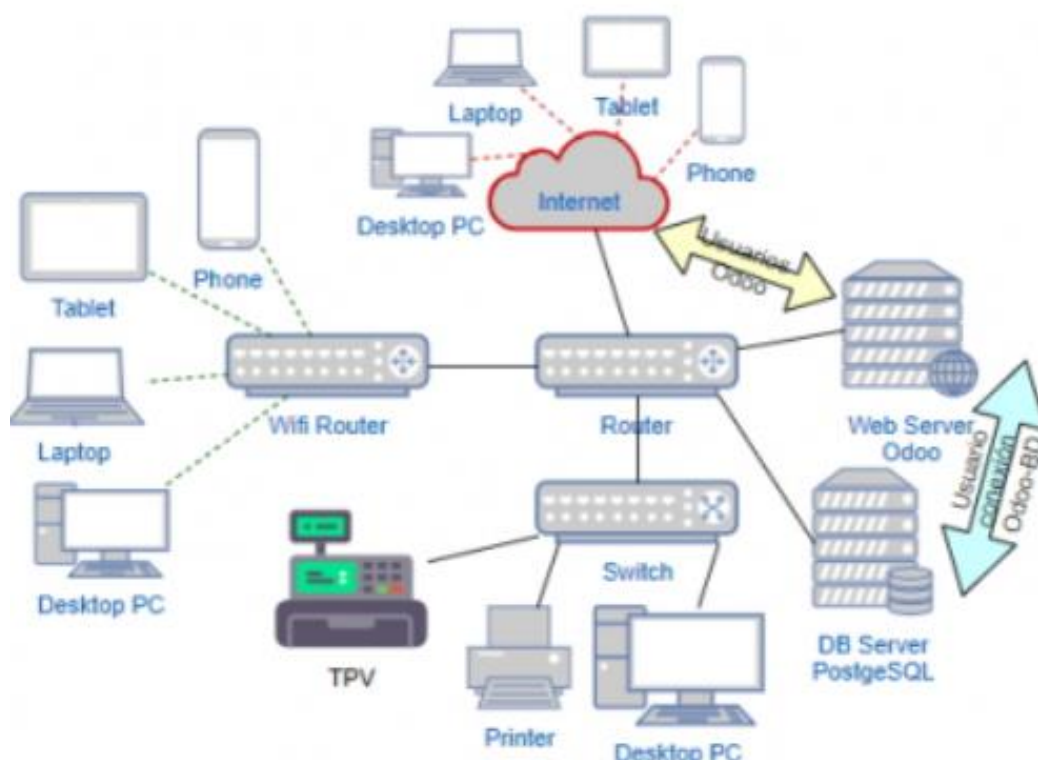 Laptop
Tablet
Phone
Desktop PC
Internet
Usuarios
Odoo
Phone
Tablet
Laptop
Wifi Router
Router
Web Server
Odoo
Usuario
conexión
Odoo-BD
Desktop PC
Switch
TPV
DB Server
PostgeSQL
Printer
Desktop PC